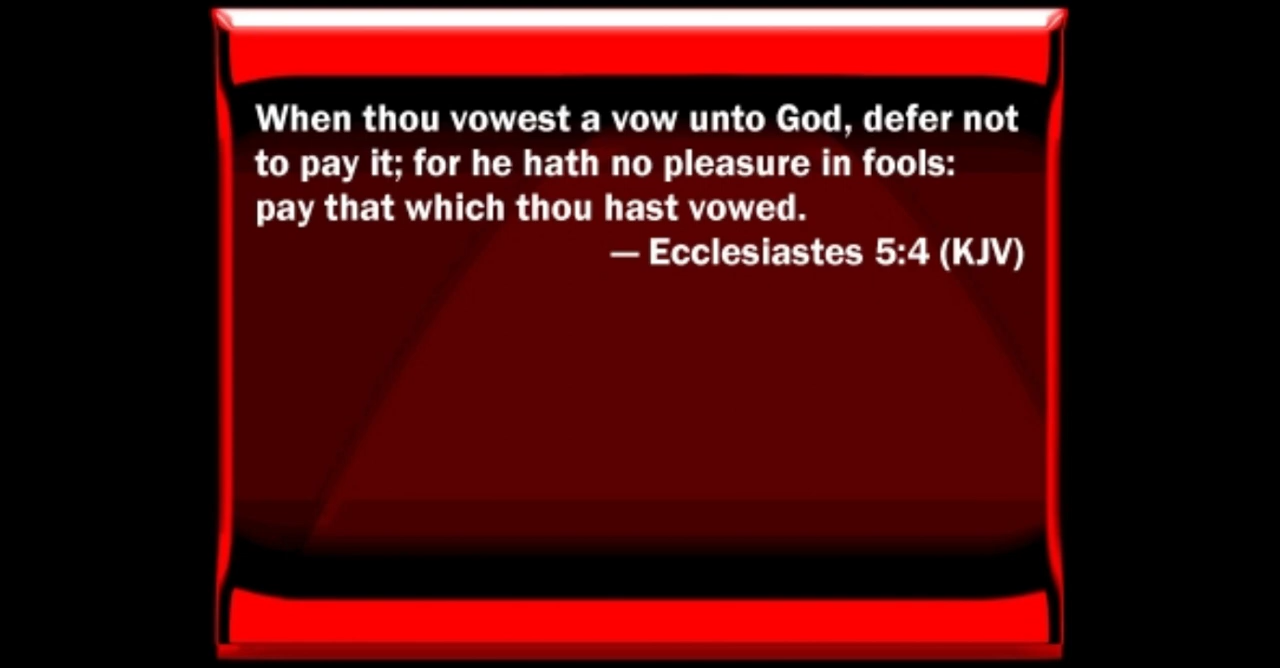 When thou vowest a vow unto God, defer not
to pay it; for he hath no pleasure in fools:
pay that which thou hast vowed.
— Ecclesiastes 5:4 (KJV)